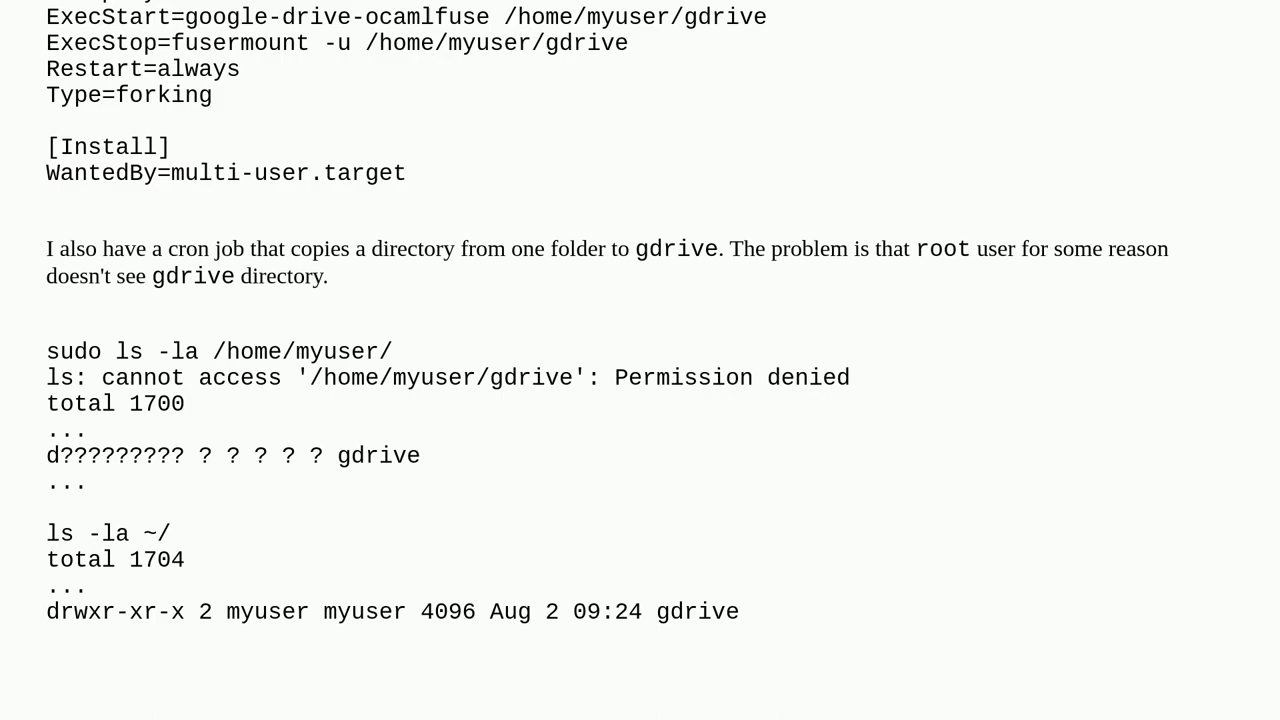 ExecStart=google-drive-ocamlfuse /home/myuser/gdrive
ExecStop=fusermount -u /home/myuser/gdrive
Restart=always
Type=forking
[Install]
WantedBy=multi-user.target
I also have a cron job that copies a directory from one folder to gdrive. The problem is that root user for some reason
doesn't see gdrive directory.
sudo ls -la /home/myuser/
ls: cannot access '/home/myuser/gdrive': Permission denied
total 1700
...
d????????? ? ? ? ? ? gdrive
...
ls -la ~/
total 1704
...
drwxr-xr-x 2 myuser myuser 4096 Aug 2 09:24 gdrive